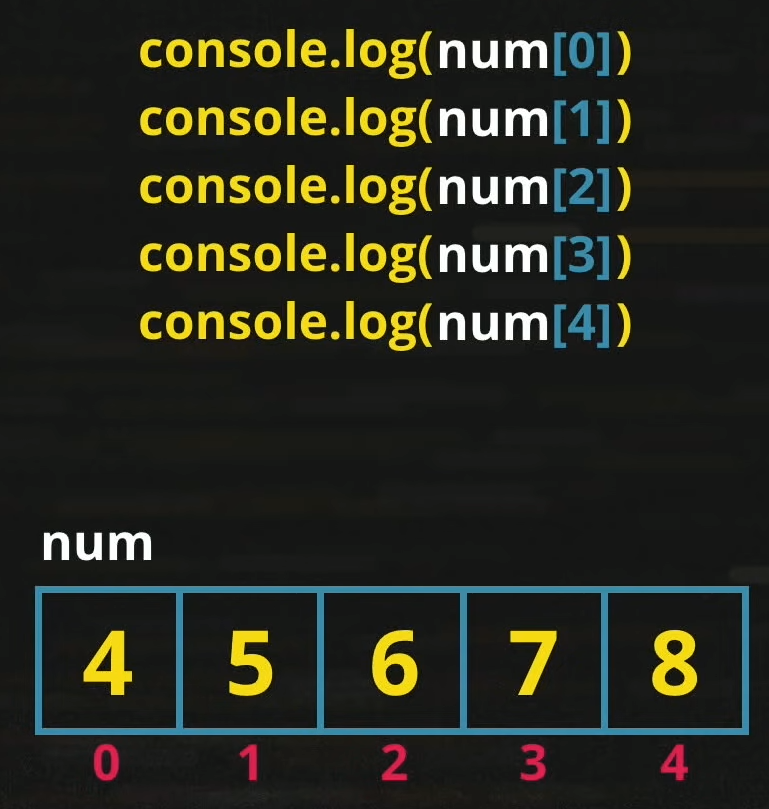 console.log(num[0])
console.log(num[1])
console.log(num[2])
console.log(num[3])
console.log(num[4])
num
4 5 6 7 8
0 1 2 3 4